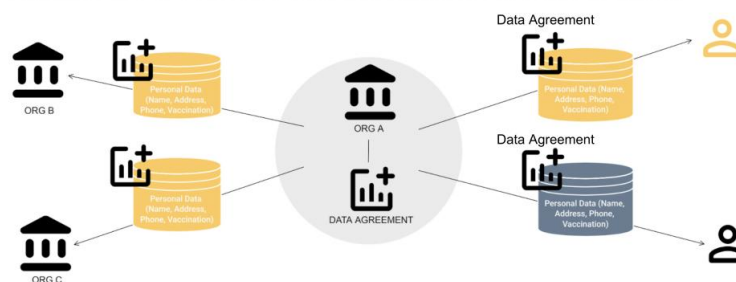 Data Agreement
Personal Data
(Name, Address,
Phone, Vaccination)
ORG B
Personal Data (Name,
Address, Phone,
Vaccination)
ORG A
Data Agreement
Personal Data
(Name, Address,
Phone, Vaccination)
Personal Data (Name,
Address, Phone,
Vaccination)
DATA AGREEMENT
ORG C